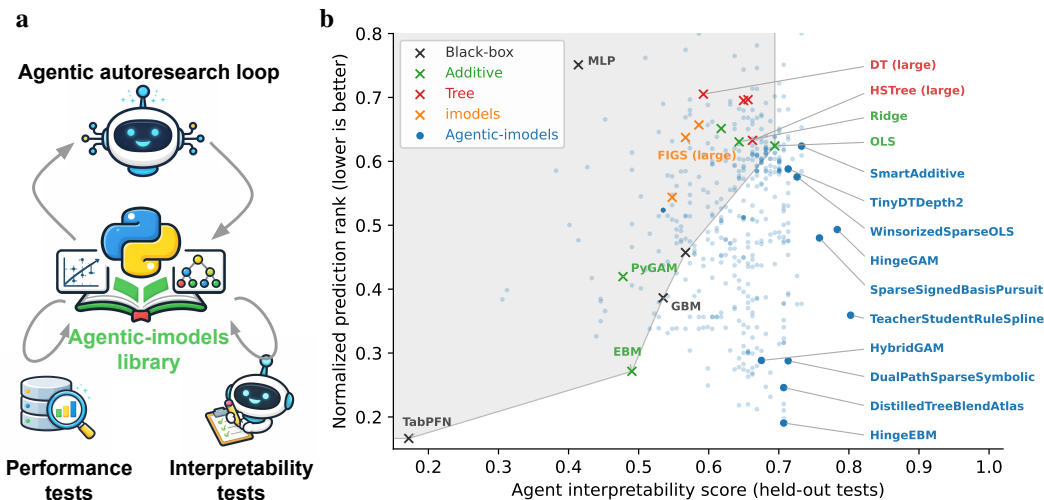 a
Agentic autoresearch loop
Agentic-imodels
library
Performance
tests
Interpretability
tests
b
Normalized prediction rank (lower is better)
0.8
0.7
0.6
0.5
0.4
0.3
0.2
Black-box
Additive
Tree
imodels
Agentic-imodels
MLP
FIGS (large)
PyGAM
GBM
EBM
TabPFN
DT (large)
HSTree (large)
Ridge
OLS
SmartAdditive
TinyDTDepth2
WinsorizedSparseOLS
HingeGAM
SparseSignedBasisPursuit
TeacherStudentRuleSpline
HybridGAM
DualPathSparseSymbolic
DistilledTreeBlendAtlas
HingeEBM
0.2 0.3 0.4 0.5 0.6 0.7 0.8 0.9 1.0
Agent interpretability score (held-out tests)